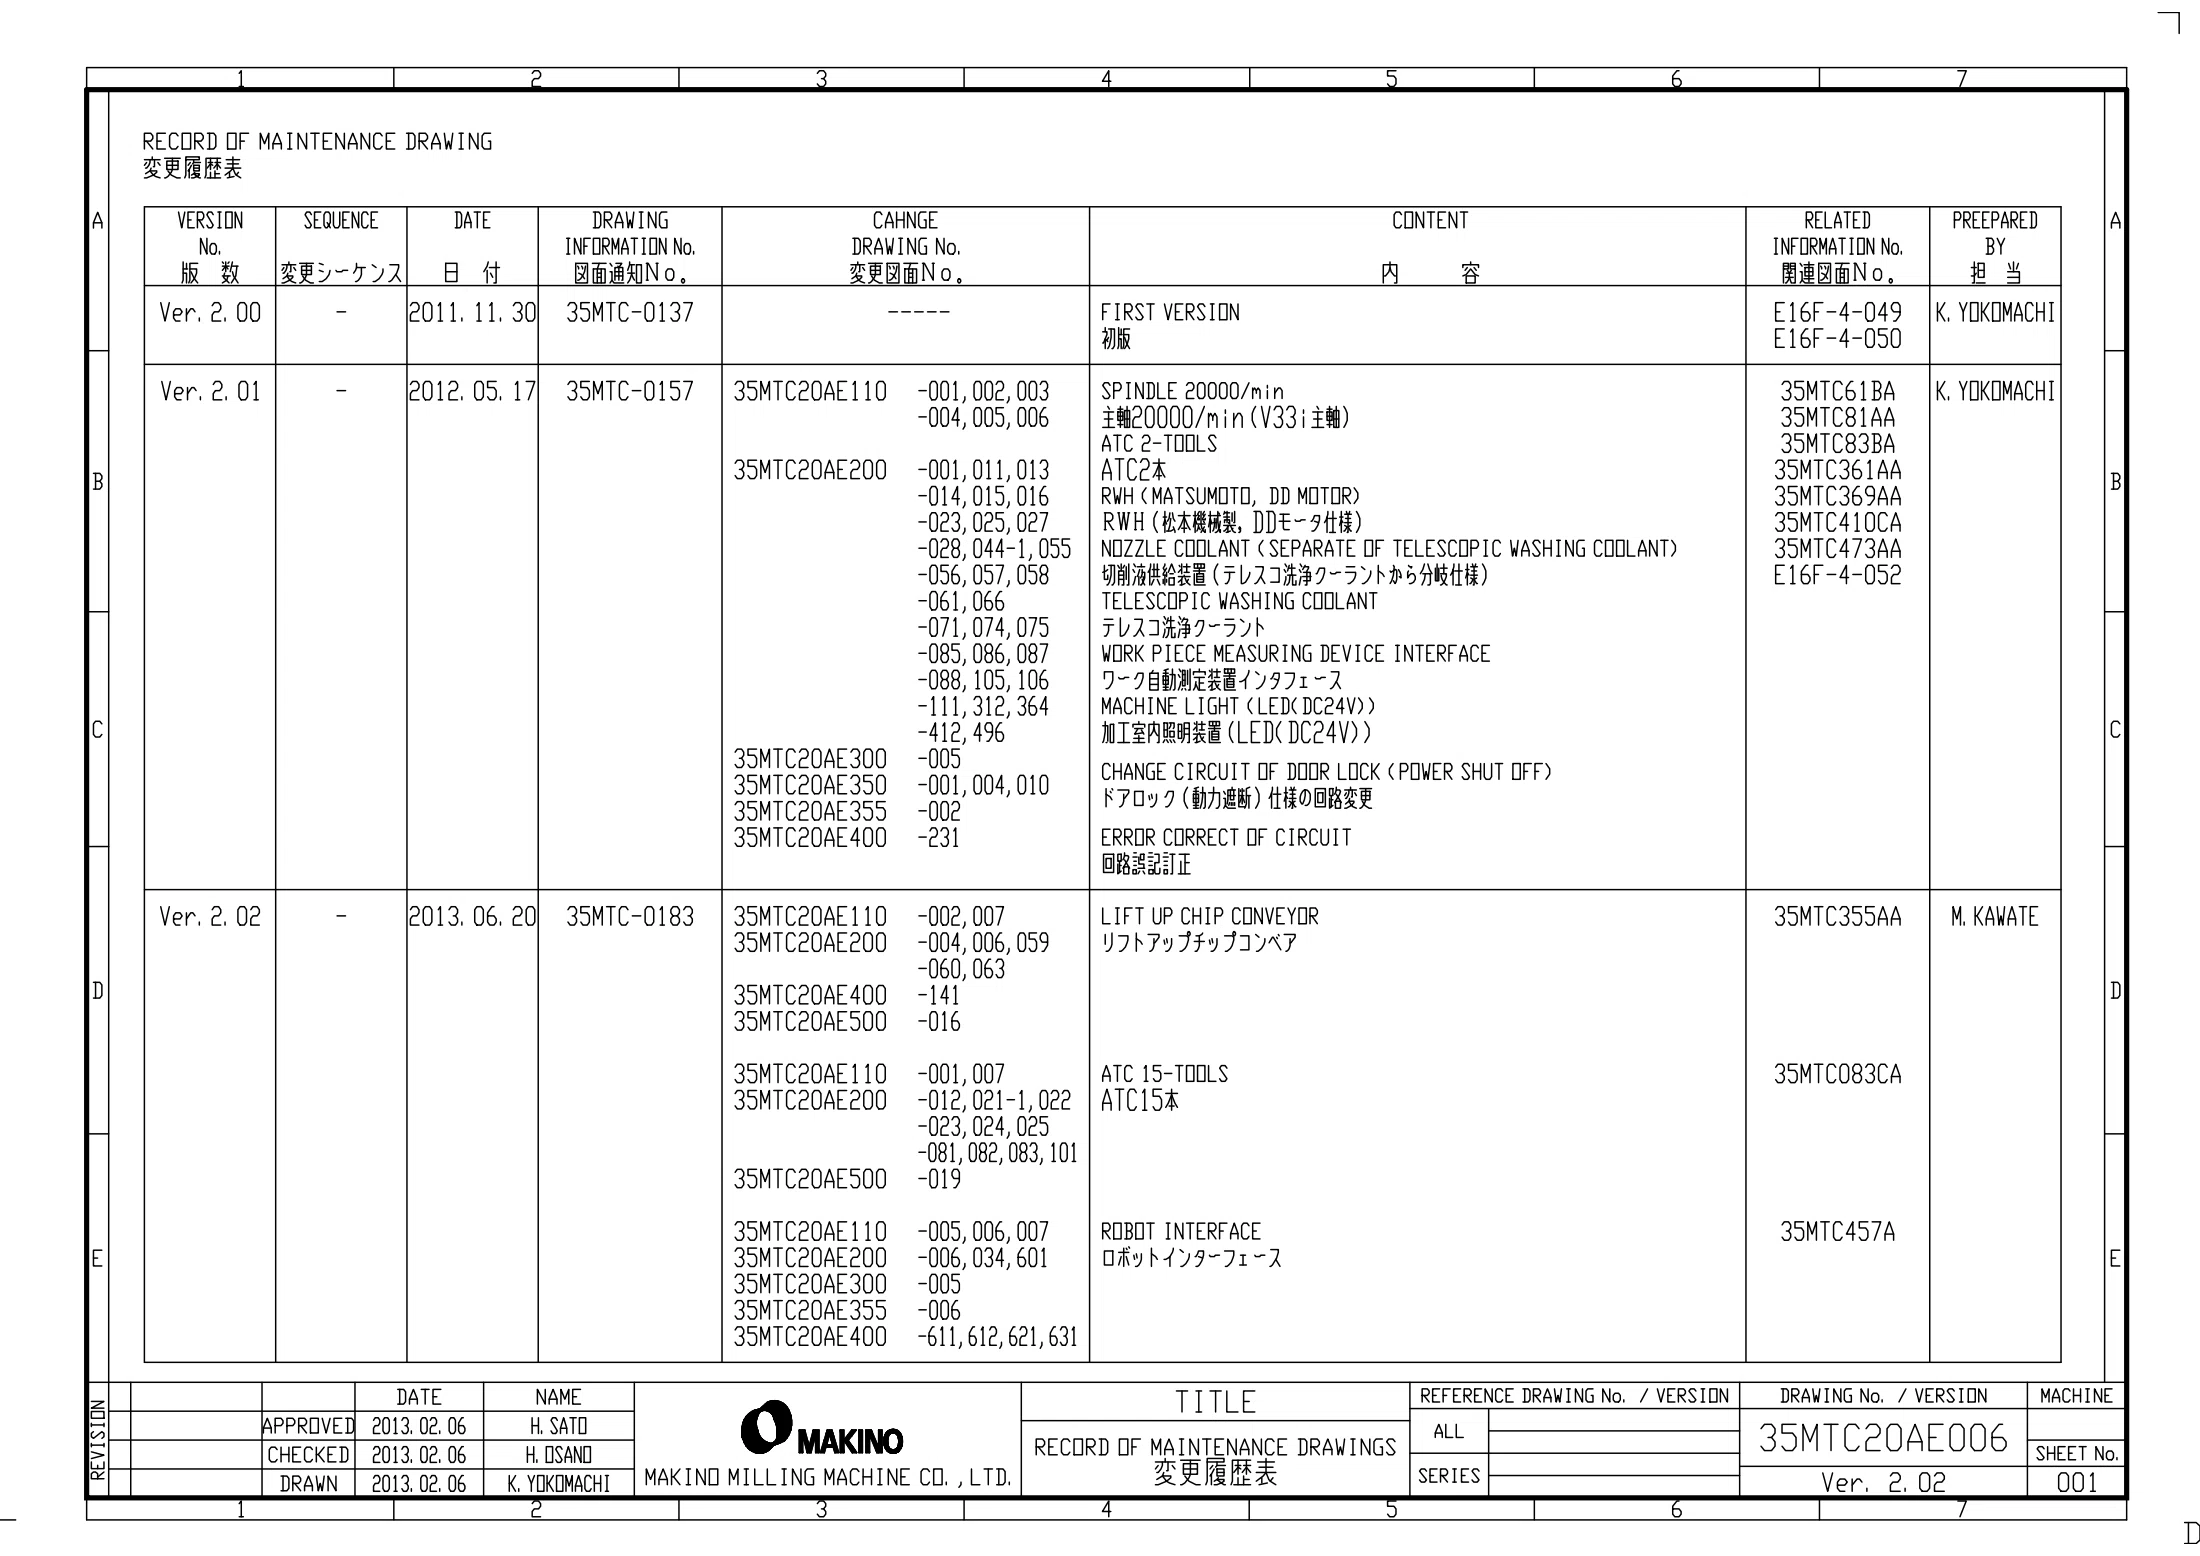 1 2 3 4 5 6 7
RECORD OF MAINTENANCE DRAWING
変更履歴表
VERSION SEQUENCE DATE DRAWING CAHNGE CONTENT RELATED PREEPARED
No. INFORMATION No. DRAWING No. INFORMATION No. BY
版 数 変更シーケンス 日 付 図面通知No。 変更図面No。 内 容 関連図面No。 担 当
A A
Ver. 2. 00 - 2011. 11. 30 35MTC-0137 ----- FIRST VERSION E16F-4-049 K. YOKOMACHI
初版 E16F-4-050
Ver. 2. 01 - 2012. 05. 17 35MTC-0157 35MTC20AE110 -001, 002, 003 SPINDLE 20000/min 35MTC61BA K. YOKOMACHI
-004, 005, 006 主軸20000/min(V33i主軸) 35MTC81AA
ATC 2-TOOLS 35MTC83BA
35MTC20AE200 -001, 011, 013 ATC2本 35MTC361AA
B B
-014, 015, 016 RWH (MATSUMOTO, DD MOTOR) 35MTC369AA
-023, 025, 027 RWH (松本機械製, DDモータ仕様) 35MTC410CA
-028, 044-1, 055 NOZZLE COOLANT (SEPARATE OF TELESCOPIC WASHING COOLANT) 35MTC473AA
-056, 057, 058 切削液供給装置 (テレスコ洗浄クーラントから分岐仕様) E16F-4-052
-061, 066 TELESCOPIC WASHING COOLANT
-071, 074, 075 テレスコ洗浄クーラント
-085, 086, 087 WORK PIECE MEASURING DEVICE INTERFACE
-088, 105, 106 ワーク自動測定装置インタフェース
-111, 312, 364 MACHINE LIGHT (LED(DC24V))
C C
-412, 496 加工室内照明装置 (LED(DC24V))
35MTC20AE300 -005
CHANGE CIRCUIT OF DOOR LOCK (POWER SHUT OFF)
35MTC20AE350 -001, 004, 010
ドアロック (動力遮断) 仕様の回路変更
35MTC20AE355 -002
35MTC20AE400 -231 ERROR CORRECT OF CIRCUIT
回路誤記訂正
Ver. 2. 02 - 2013. 06. 20 35MTC-0183 35MTC20AE110 -002, 007 LIFT UP CHIP CONVEYOR 35MTC355AA M. KAWATE
35MTC20AE200 -004, 006, 059 リフトアップチップコンベア
-060, 063
D D
35MTC20AE400 -141
35MTC20AE500 -016
35MTC20AE110 -001, 007 ATC 15-TOOLS 35MTC083CA
35MTC20AE200 -012, 021-1, 022 ATC15本
-023, 024, 025
-081, 082, 083, 101
35MTC20AE500 -019
35MTC20AE110 -005, 006, 007 ROBOT INTERFACE 35MTC457A
35MTC20AE200 -006, 034, 601 ロボットインターフェース
E E
35MTC20AE300 -005
35MTC20AE355 -006
35MTC20AE400 -611, 612, 621, 631
REVISION
DATE NAME
APPROVED 2013. 02. 06 H. SATO
CHECKED 2013. 02. 06 H. OSANO
DRAWN 2013. 02. 06 K. YOKOMACHI
MAKINO
MAKINO MILLING MACHINE CO. , LTD.
TITLE
RECORD OF MAINTENANCE DRAWINGS
変更履歴表
REFERENCE DRAWING No. / VERSION
ALL
SERIES
DRAWING No. / VERSION
35MTC20AE006
Ver. 2. 02
MACHINE
SHEET No.
001
1 2 3 4 5 6 7
D